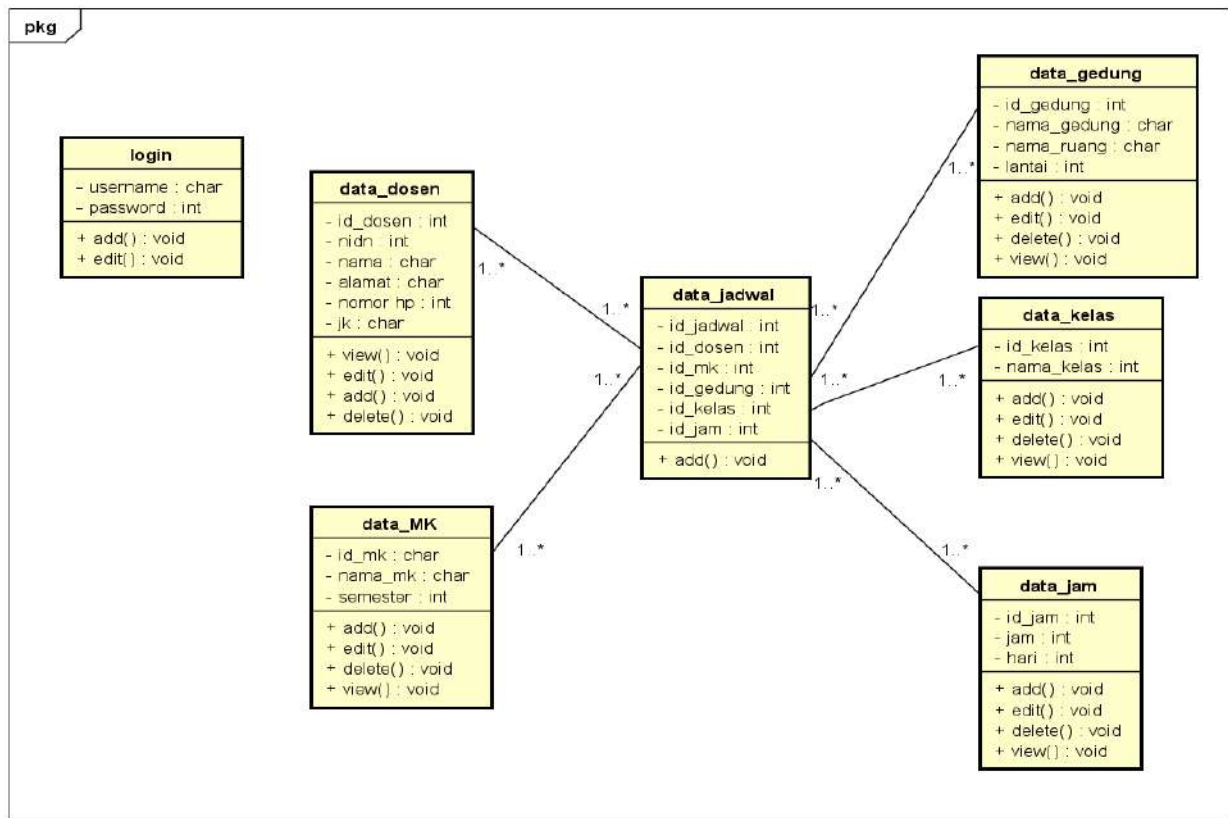 pkg
login
- username : char
- password : int
+ add() : void
+ edit() : void
data_dosen
- id_dosen : int
- nidn : int
- nama : char
- alamat : char
- nomor hp : int
- jk : char
+ view() : void
+ edit() : void
+ add() : void
+ delete() : void
1..*
1..*
data_MK
- id_mk : char
- nama_mk : char
- semester : int
+ add() : void
+ edit() : void
+ delete() : void
+ view() : void
1..*
1..*
data_jadwal
- id_jadwal : int
- id_dosen : int
- id_mk : int
- id_gedung : int
- id_kelas : int
- id_jam : int
+ add() : void
1..*
1..*
1..*
data_gedung
- id_gedung : int
- nama_gedung : char
- nama_ruang : char
- lantai : int
+ add() : void
+ edit() : void
+ delete() : void
+ view() : void
1..*
data_kelas
- id_kelas : int
- nama_kelas : int
+ add() : void
+ edit() : void
+ delete() : void
+ view() : void
1..*
data_jam
- id_jam : int
- jam : int
- hari : int
+ add() : void
+ edit() : void
+ delete() : void
+ view() : void
1..*